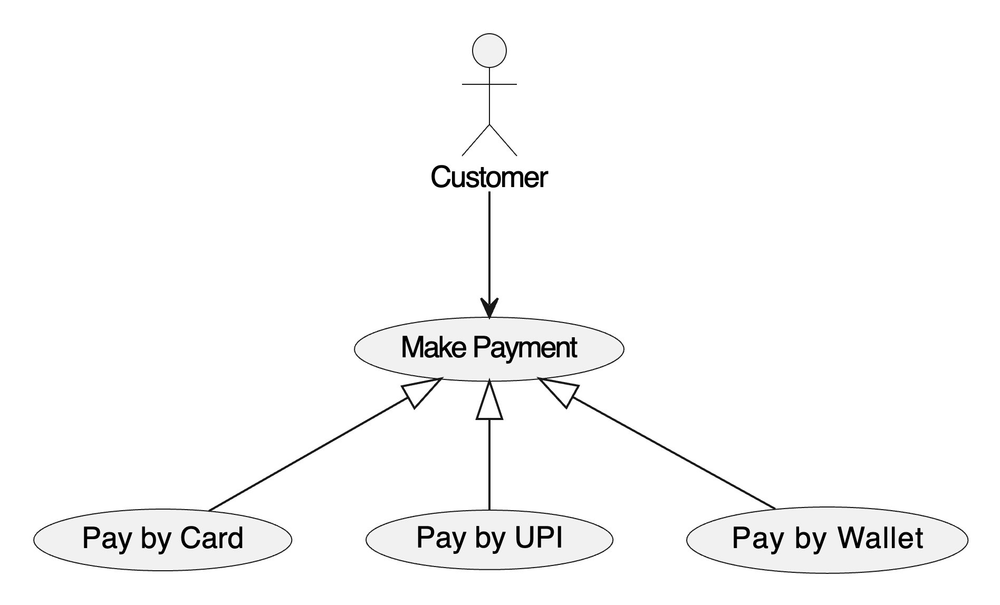 Customer
Make Payment
Pay by Card
Pay by UPI
Pay by Wallet